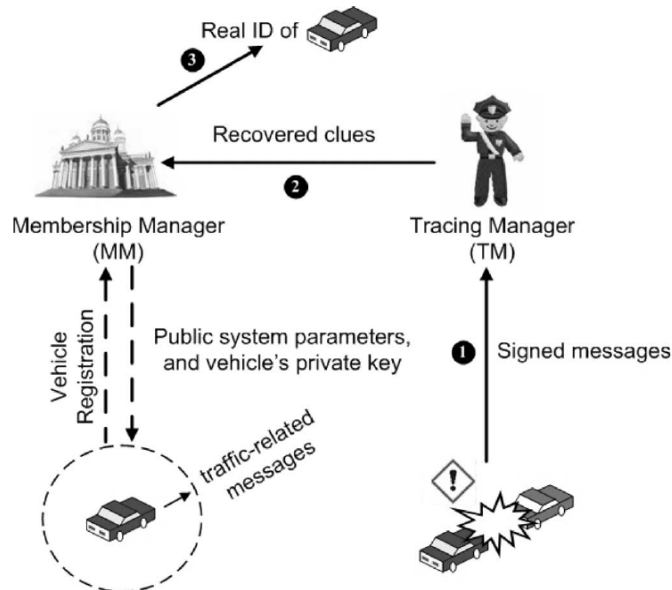 Real ID of
3
Recovered clues
2
Membership Manager
(MM)
Tracing Manager
(TM)
Vehicle
Registration
Public system parameters,
and vehicle's private key
1
Signed messages
traffic-related
messages
!